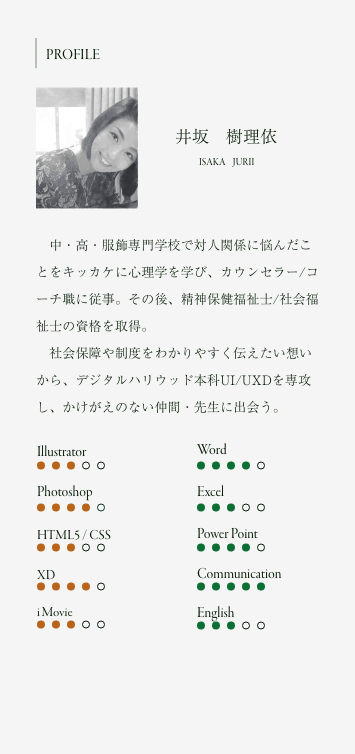 PROFILE
井坂　樹理依
ISAKA JURII
中・高・服飾専門学校で対人関係に悩んだこ
とをキッカケに心理学を学び、カウンセラー/コ
ーチ職に従事。その後、精神保健福祉士/社会福
祉士の資格を取得。
社会保障や制度をわかりやすく伝えたい想い
から、デジタルハリウッド本科UI/UXDを専攻
し、かけがえのない仲間・先生に出会う。
Illustrator
Word
Photoshop
Excel
HTML5 / CSS
Power Point
XD
Communication
iMovie
English